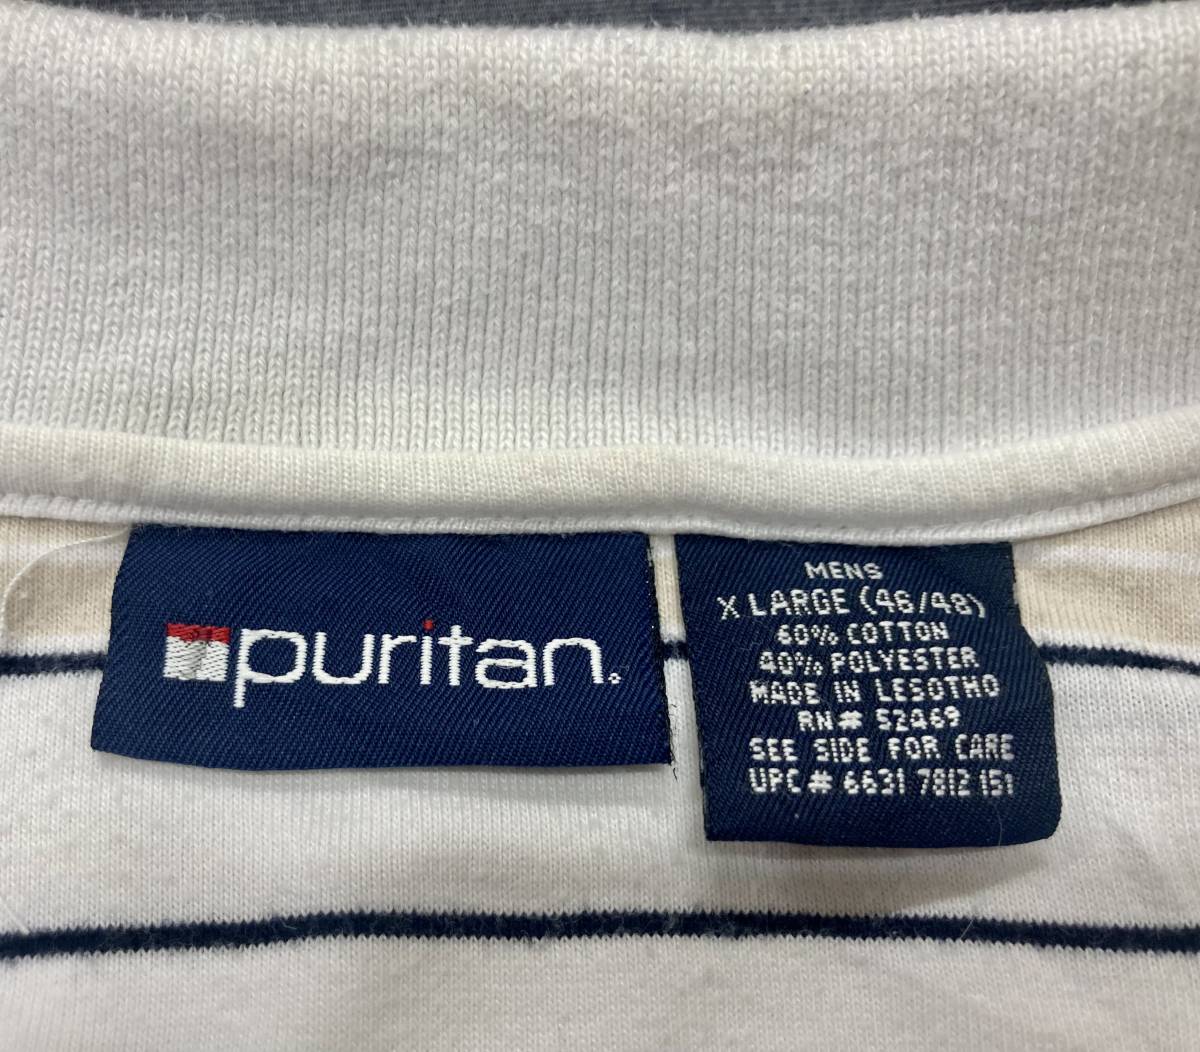 puritan.
MENS
X LARGE (46/48)
60% COTTON
40% POLYESTER
MADE IN LESOTHO
RN# 52469
SEE SIDE FOR CARE
UPC# 6631 7812 151